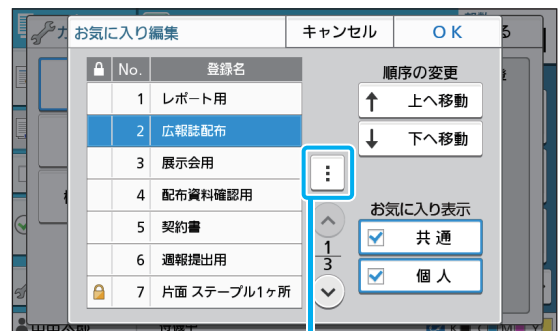 お気に入り編集 キャンセル OK
No. 登録名
1 レポート用
2 広報誌配布
3 展示会用
4 配布資料確認用
5 契約書
6 週報提出用
7 片面 ステープル1ヶ所
1
3
順序の変更
↑ 上へ移動
↓ 下へ移動
お気に入り表示
共通
個人